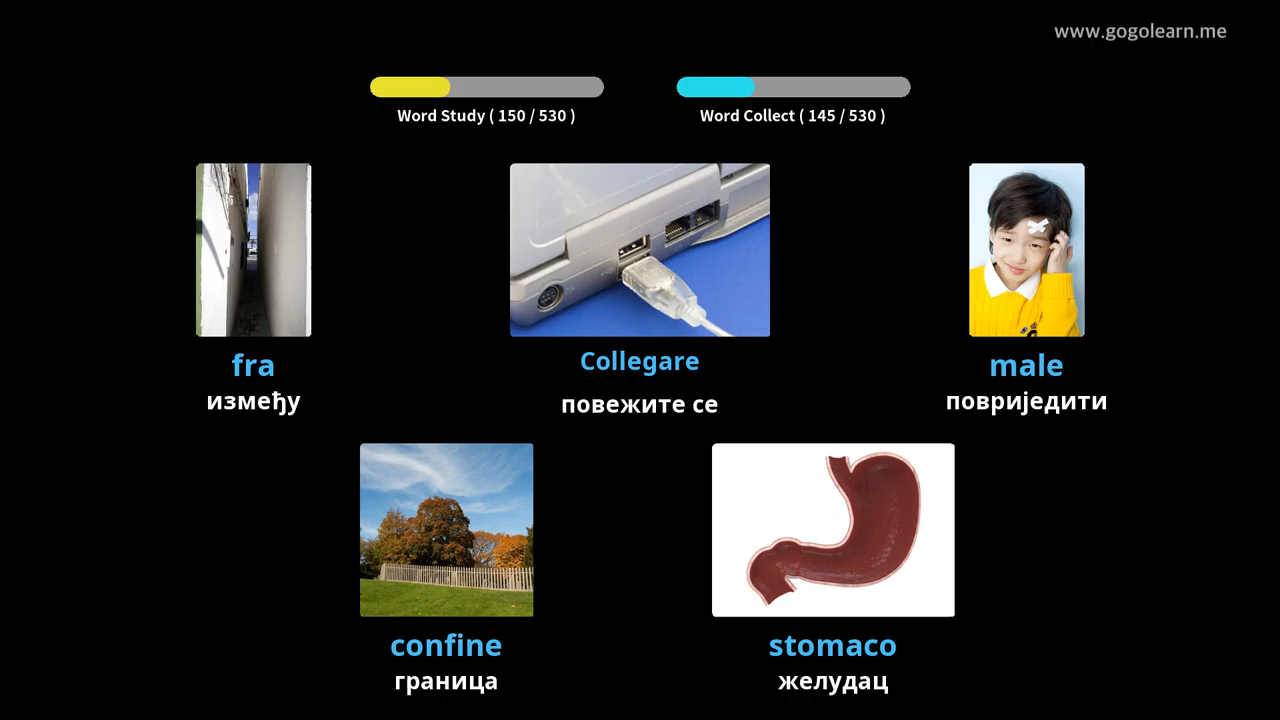 www.gogolearn.me
Word Study ( 150 / 530 )
Word Collect ( 145 / 530 )
fra
између
Collegare
повежите се
male
повриједити
confine
граница
stomaco
желудац